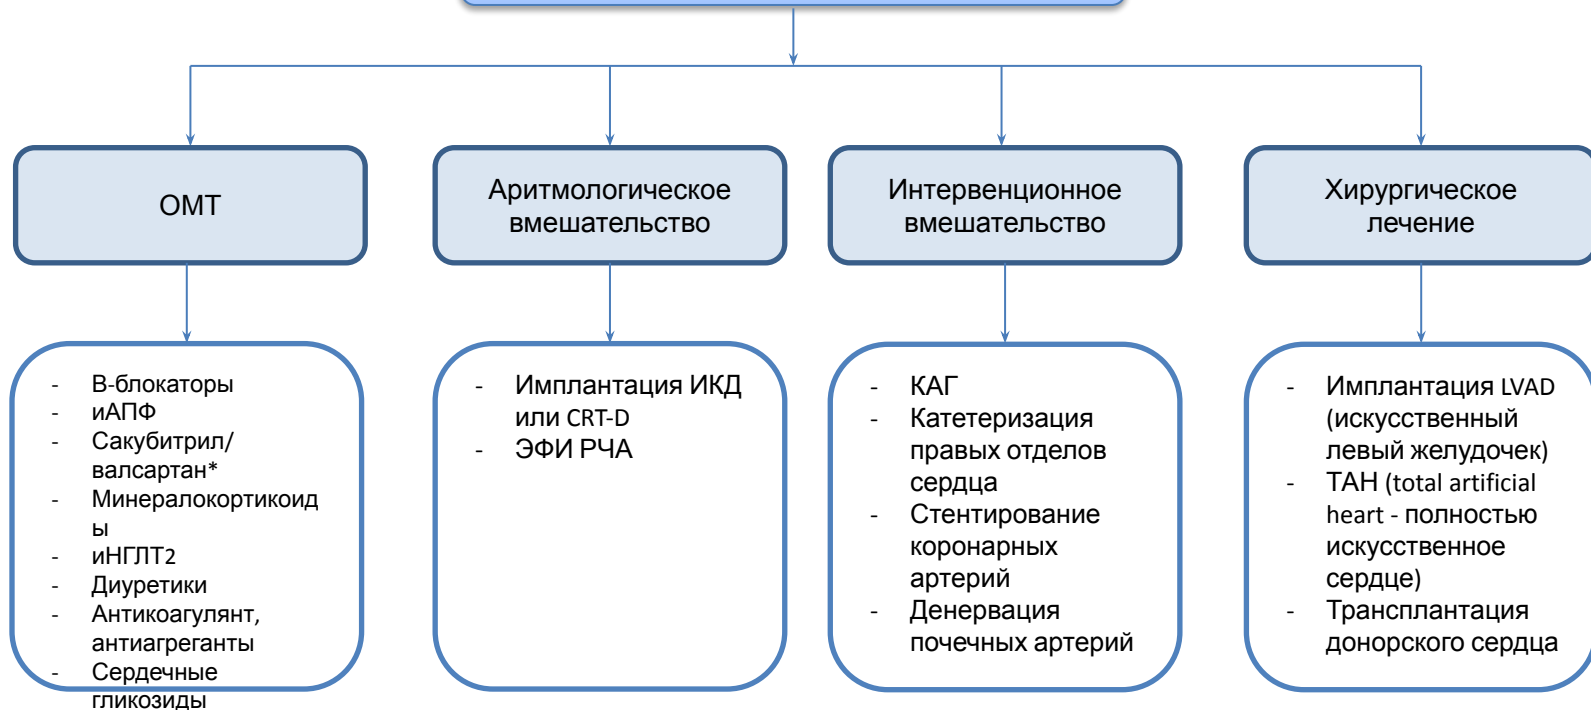 ОМТ
Аритмологическое
вмешательство
Интервенционное
вмешательство
Хирургическое
лечение
- В-блокаторы
- иАПФ
- Сакубитрил/
валсартан*
- Минералокортикоид
ы
- иНГЛТ2
- Диуретики
- Антикоагулянт,
антиагреганты
- Сердечные
гликозиды
- Имплантация ИКД
или CRT-D
- ЭФИ РЧА
- КАГ
- Катетеризация
правых отделов
сердца
- Стентирование
коронарных
артерий
- Денервация
почечных артерий
- Имплантация LVAD
(искусственный
левый желудочек)
- ТАН (total artificial
heart - полностью
искусственное
сердце)
- Трансплантация
донорского сердца